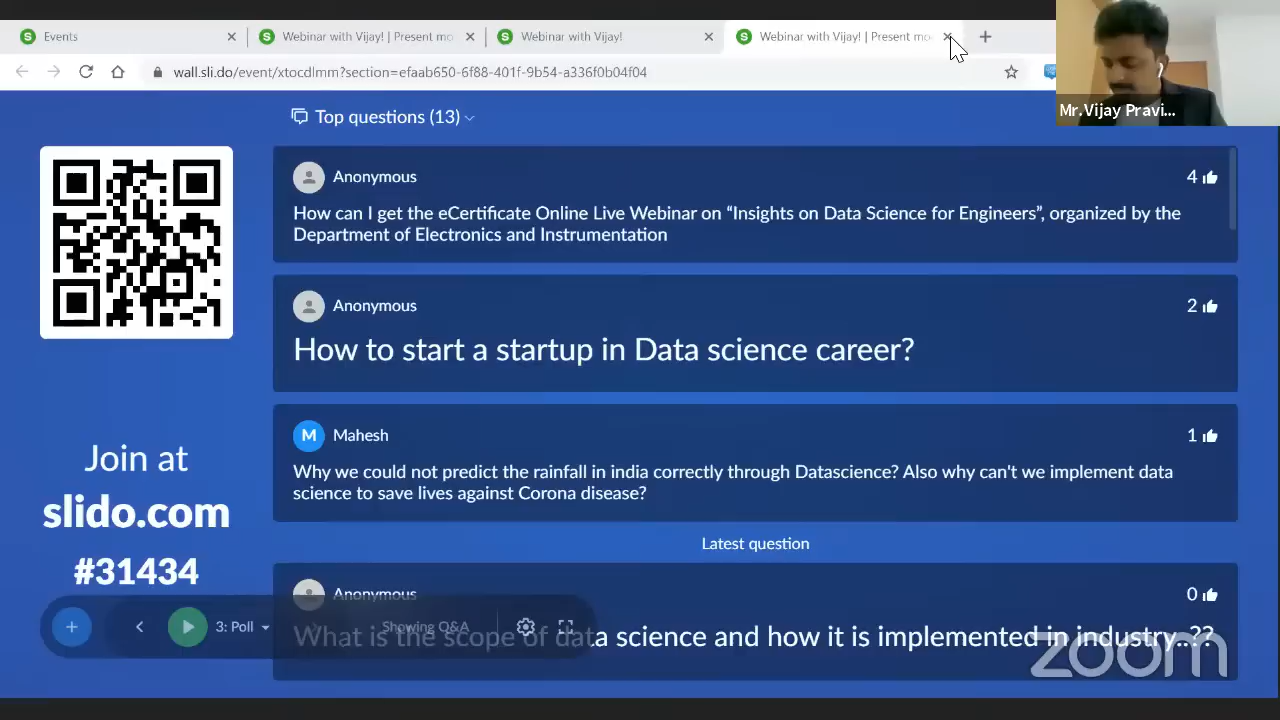 Events
Webinar with Vijay! | Present mo
Webinar with Vijay!
Webinar with Vijay! | Present mo
wall.sli.do/event/xtocdlmm?section=efaab650-6f88-401f-9b54-a336f0b04f04
Mr.Vijay Pravi...
Top questions (13)
Anonymous
4
How can I get the eCertificate Online Live Webinar on “Insights on Data Science for Engineers”, organized by the
Department of Electronics and Instrumentation
Anonymous
2
How to start a startup in Data science career?
Mahesh
M
1
Why we could not predict the rainfall in india correctly through Datascience? Also why can't we implement data
science to save lives against Corona disease?
Join at
slido.com
#31434
Latest question
Anonymous
0
What is the scope of data science and how it is implemented in industry..??
3: Poll
Showing Q&A
zoom